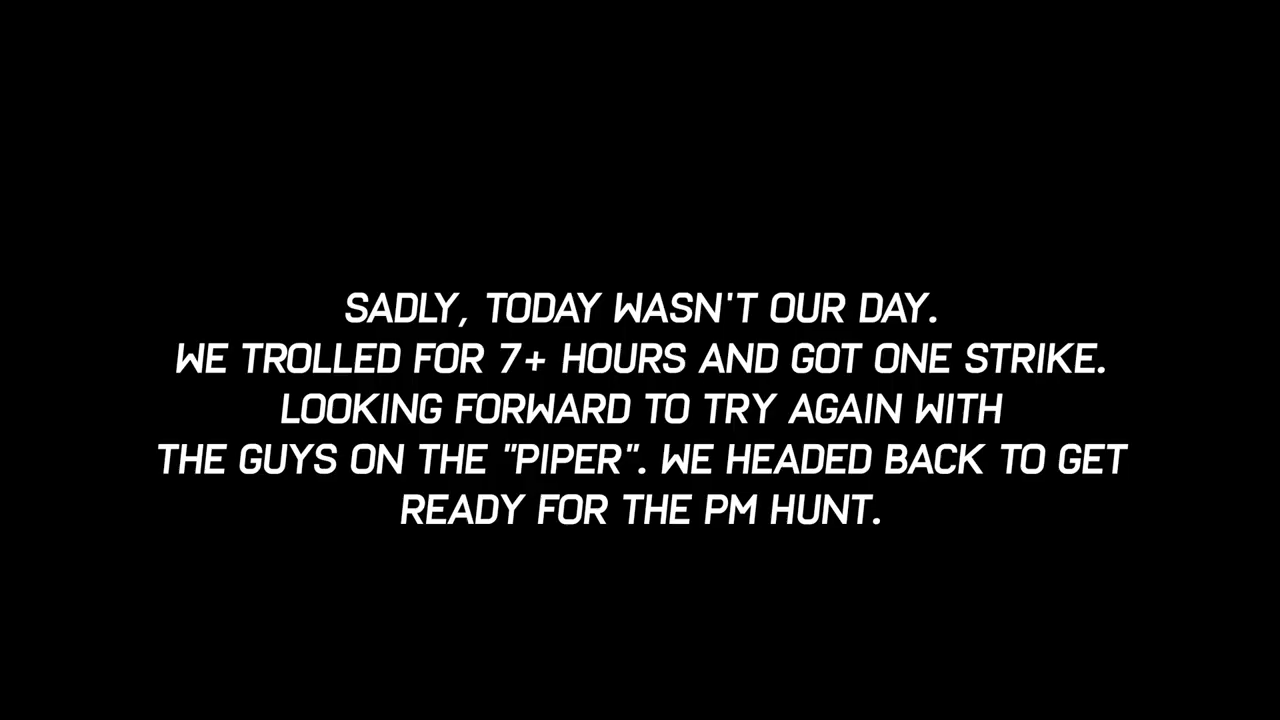 SADLY, TODAY WASN'T OUR DAY.
WE TROLLED FOR 7+ HOURS AND GOT ONE STRIKE.
LOOKING FORWARD TO TRY AGAIN WITH
THE GUYS ON THE "PIPER". WE HEADED BACK TO GET
READY FOR THE PM HUNT.